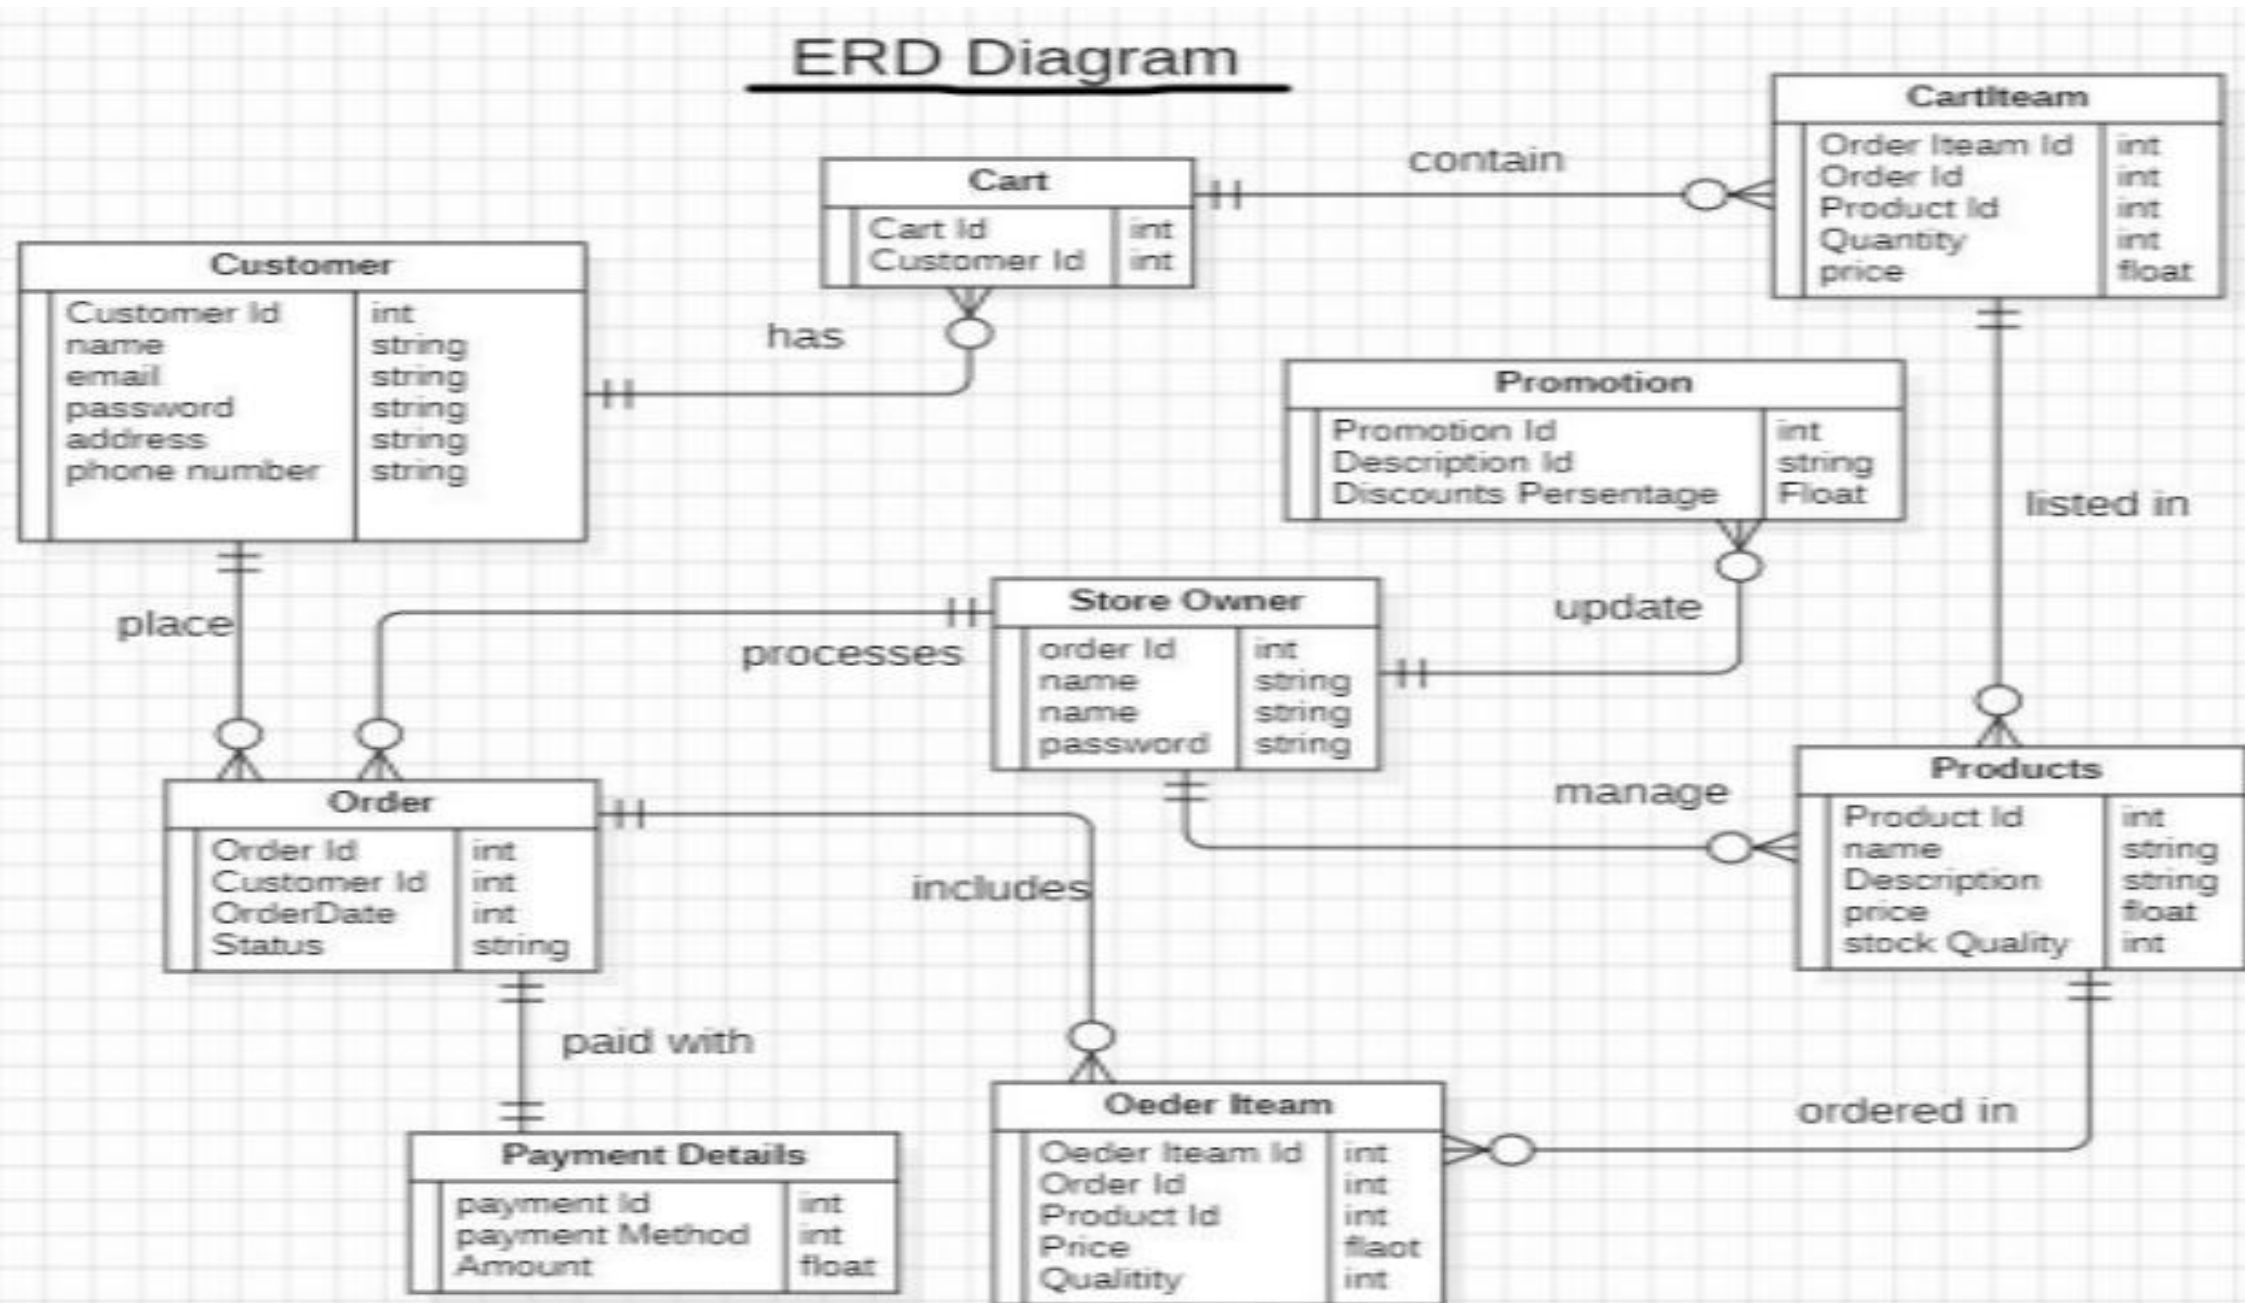 ERD Diagram
CartIteam
Order Iteam Id int
Order Id int
Product Id int
Quantity int
price float
contain
Cart
Cart Id int
Customer Id int
Customer
Customer Id int
name string
email string
password string
address string
phone number string
has
Promotion
Promotion Id int
Description Id string
Discounts Persentage Float
listed in
Store Owner
order Id int
name string
name string
password string
update
place
processes
manage
Products
Product Id int
name string
Description string
price float
stock Quality int
Order
Order Id int
Customer Id int
OrderDate int
Status string
includes
paid with
ordered in
Oeder Iteam
Oeder Iteam Id int
Order Id int
Product Id int
Price flaot
Qualitity int
Payment Details
payment Id int
payment Method int
Amount float